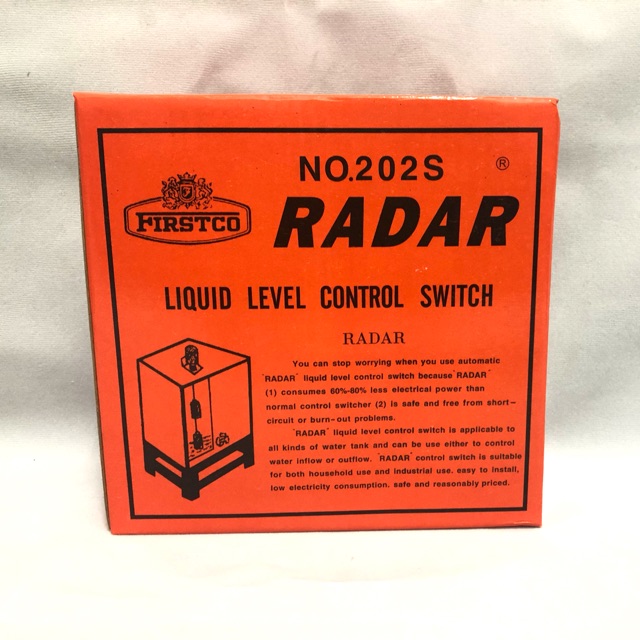 NO.202S ®
FIRSTCO
RADAR
LIQUID LEVEL CONTROL SWITCH
RADAR
You can stop worrying when you use automatic
"RADAR" liquid level control switch because "RADAR"
(1) consumes 60%-80% less electrical power than
normal control switcher (2) is safe and free from short-
circuit or burn-out problems.
"RADAR" liquid level control switch is applicable to
all kinds of water tank and can be use either to control
water inflow or outflow. "RADAR" control switch is suitable
for both household use and industrial use. easy to install,
low electricity consumption. safe and reasonably priced.